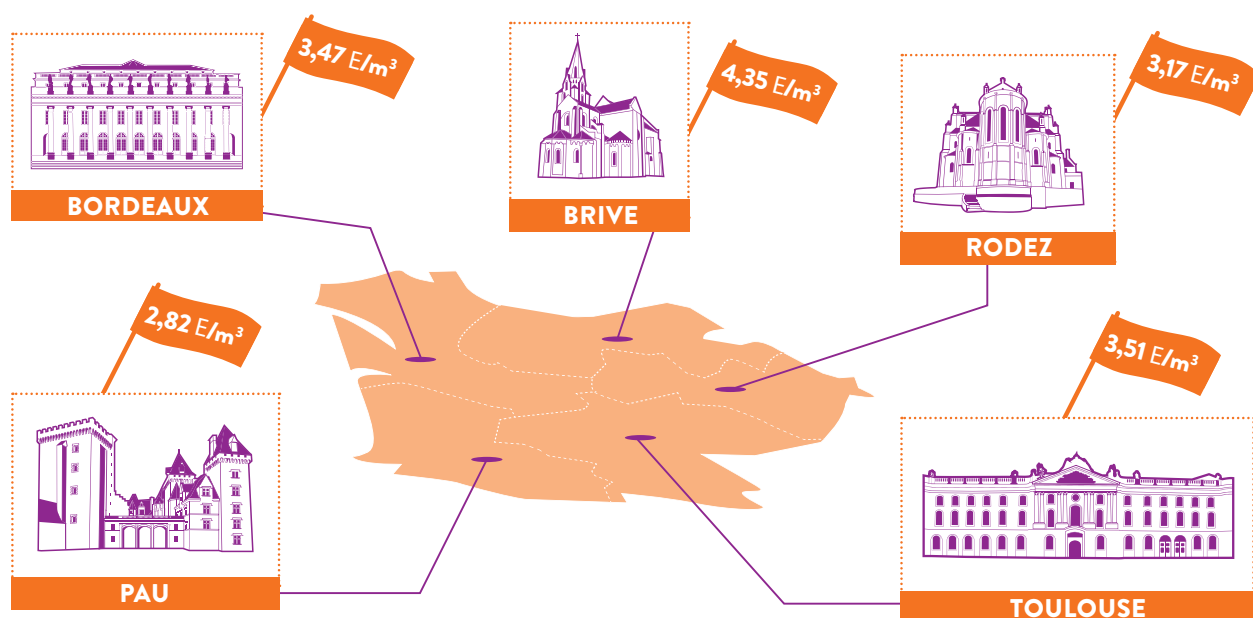 3,47 E/m³
BORDEAUX
4,35 E/m³
BRIVE
3,17 E/m³
RODEZ
2,82 E/m³
PAU
3,51 E/m³
TOULOUSE